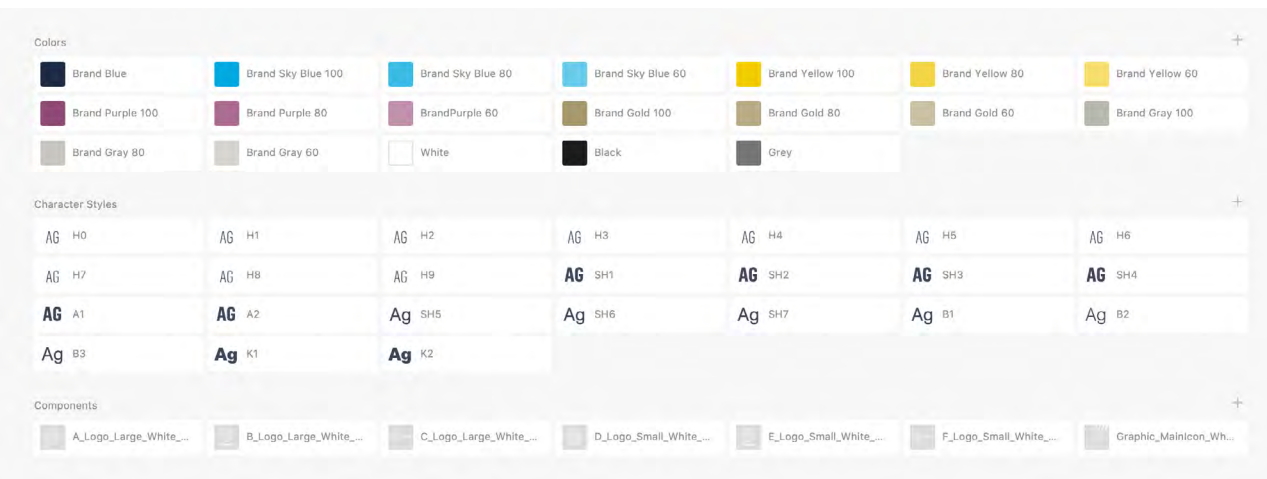 Colors +
Brand Blue Brand Sky Blue 100 Brand Sky Blue 80 Brand Sky Blue 60 Brand Yellow 100 Brand Yellow 80 Brand Yellow 60
Brand Purple 100 Brand Purple 80 BrandPurple 60 Brand Gold 100 Brand Gold 80 Brand Gold 60 Brand Gray 100
Brand Gray 80 Brand Gray 60 White Black Grey
Character Styles +
AG H0 AG H1 AG H2 AG H3 AG H4 AG H5 AG H6
AG H7 AG H8 AG H9 AG SH1 AG SH2 AG SH3 AG SH4
AG A1 AG A2 Ag SH5 Ag SH6 Ag SH7 Ag B1 Ag B2
Ag B3 Ag K1 Ag K2
Components +
A_Logo_Large_White_... B_Logo_Large_White_... C_Logo_Large_White_... D_Logo_Small_White_... E_Logo_Small_White_... F_Logo_Small_White_... Graphic_MainIcon_Wh...